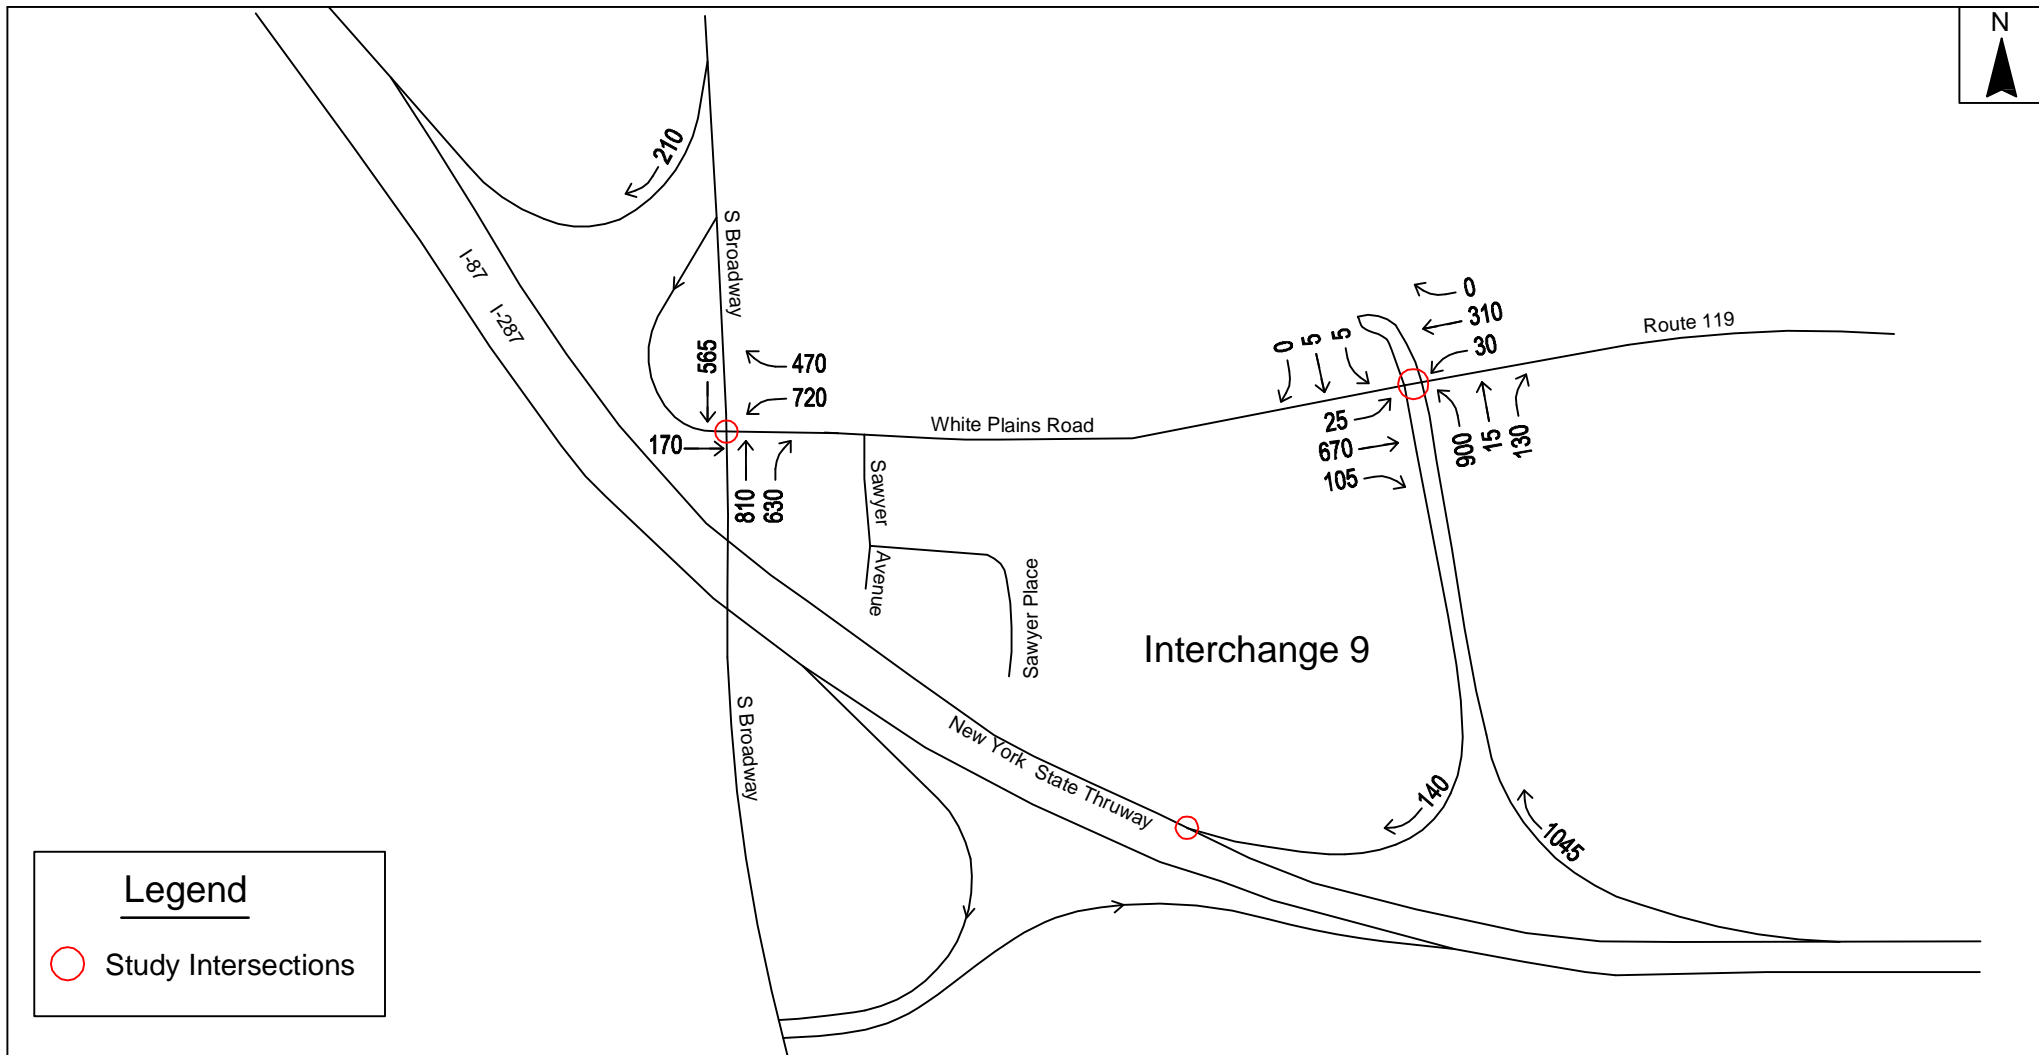 N
210
S Broadway
I-87
I-287
565
470
720
170
810
630
White Plains Road
Sawyer
Avenue
Sawyer Place
0
5
5
0
310
30
Route 119
25
670
105
900
15
130
Interchange 9
S Broadway
New York State Thruway
140
1045
Legend
Study Intersections